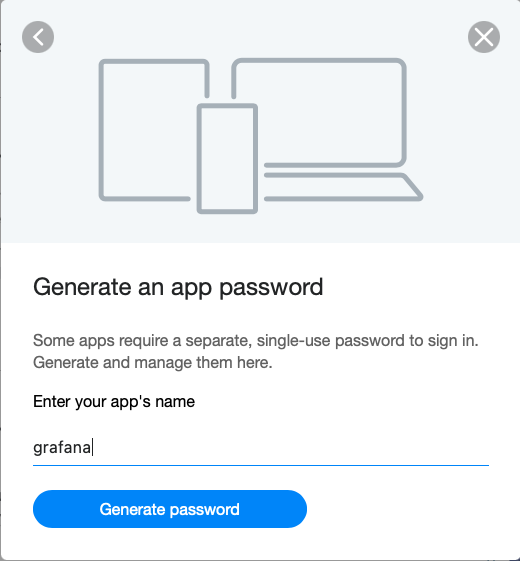 Generate an app password
Some apps require a separate, single-use password to sign in.
Generate and manage them here.
Enter your app's name
grafana
Generate password